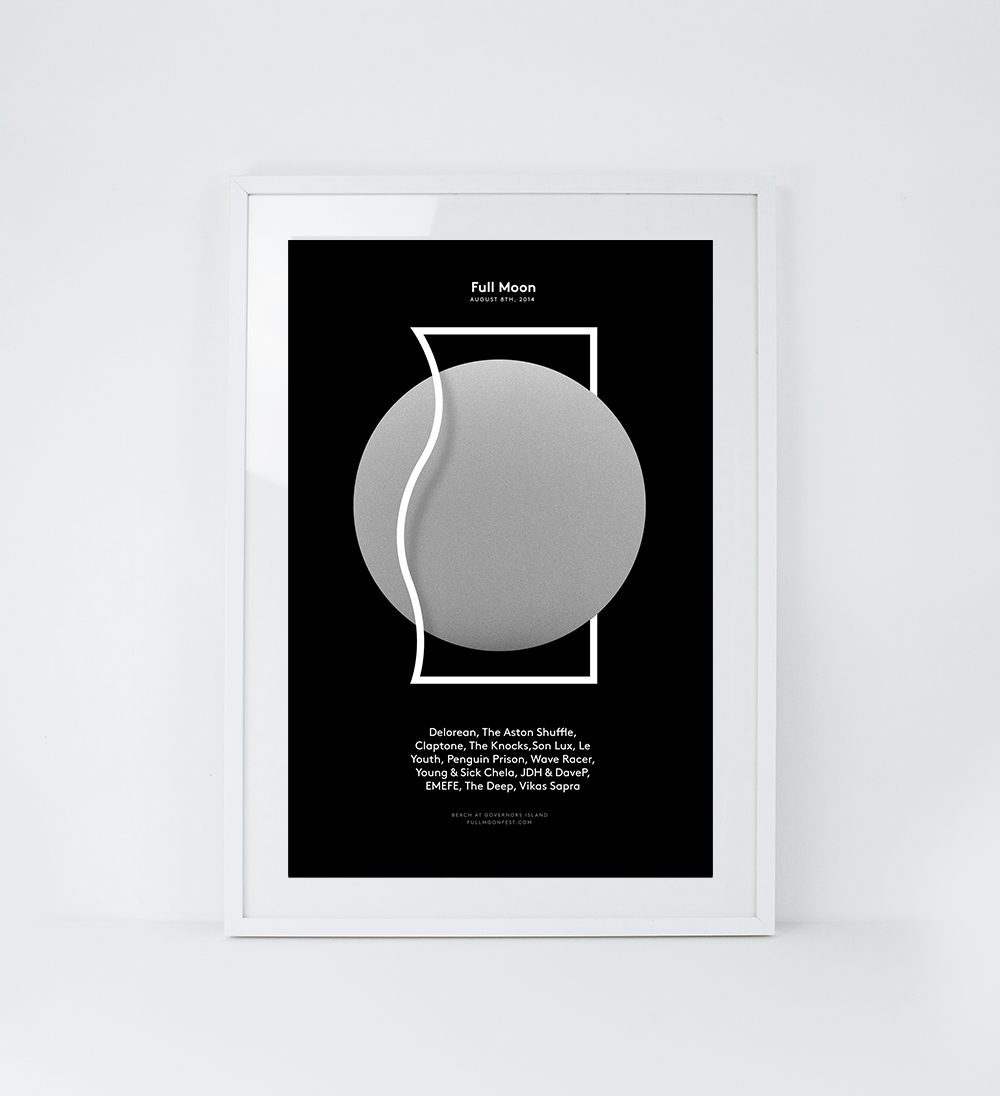 Full Moon
AUGUST 8TH, 2014
Delorean, The Aston Shuffle,
Claptone, The Knocks,Son Lux, Le
Youth, Penguin Prison, Wave Racer,
Young & Sick Chela, JDH & DaveP,
EMEFE, The Deep, Vikas Sapra
BEACH AT GOVERNORS ISLAND
FULLMOONFEST.COM